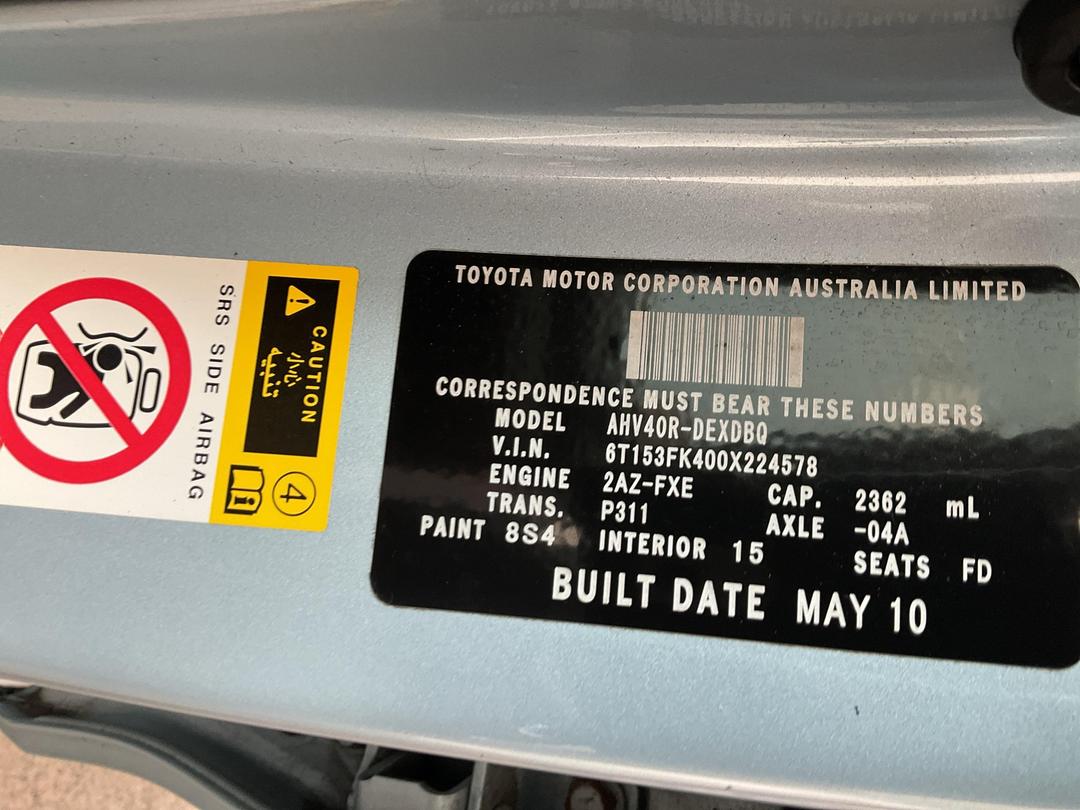 SRS SIDE AIRBAG
CAUTION
تنبيه
4
TOYOTA MOTOR CORPORATION AUSTRALIA LIMITED
CORRESPONDENCE MUST BEAR THESE NUMBERS
MODEL AHV40R-DEXDBQ
V.I.N. 6T153FK400X224578
ENGINE 2AZ-FXE CAP. 2362 mL
TRANS. P311 AXLE -04A
PAINT 8S4 INTERIOR 15 SEATS FD
BUILT DATE MAY 10